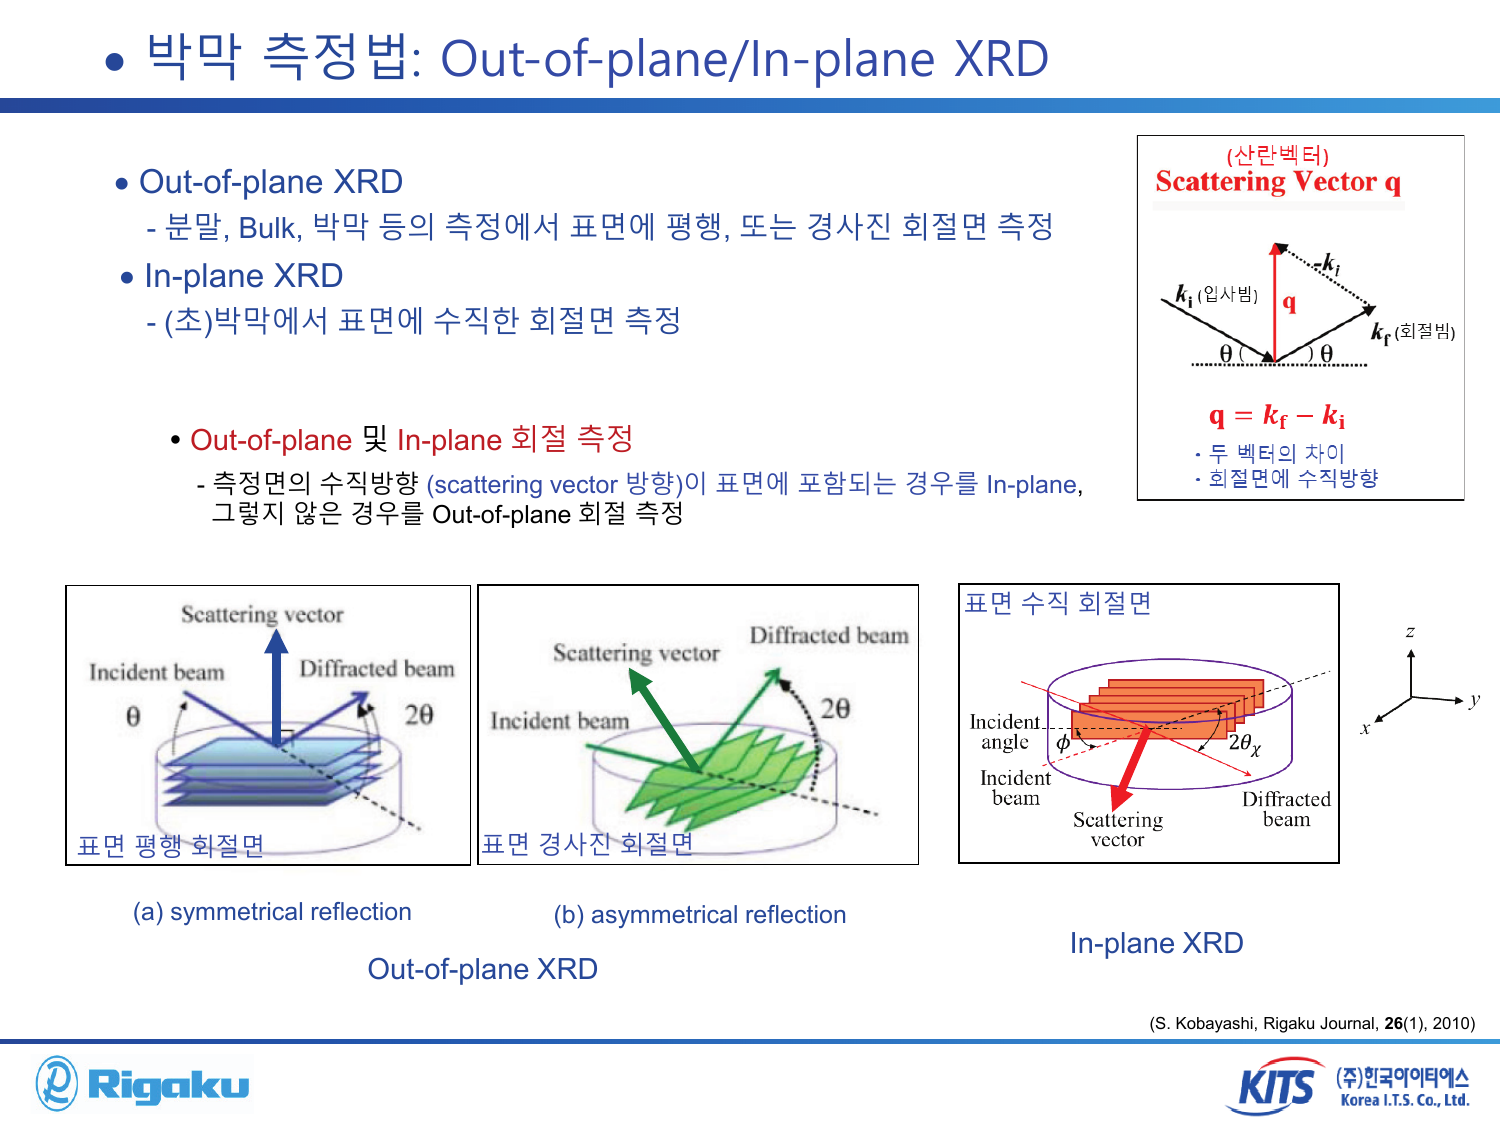 • 박막 측정법: Out-of-plane/In-plane XRD
• Out-of-plane XRD
- 분말, Bulk, 박막 등의 측정에서 표면에 평행, 또는 경사진 회절면 측정
• In-plane XRD
- (초)박막에서 표면에 수직한 회절면 측정
• Out-of-plane 및 In-plane 회절 측정
- 측정면의 수직방향 (scattering vector 방향)이 표면에 포함되는 경우를 In-plane,
그렇지 않은 경우를 Out-of-plane 회절 측정
(산란벡터)
Scattering Vector q
-ki
ki (입사빔)
q
kf (회절빔)
θ ( ) θ
q = kf − ki
· 두 벡터의 차이
· 회절면에 수직방향
Scattering vector
Incident beam
Diffracted beam
θ
2θ
표면 평행 회절면
Diffracted beam
Scattering vector
Incident beam
2θ
표면 경사진 회절면
표면 수직 회절면
Incident
angle
ϕ
2θχ
Incident
beam
Diffracted
beam
Scattering
vector
z
y
x
(a) symmetrical reflection
(b) asymmetrical reflection
Out-of-plane XRD
In-plane XRD
(S. Kobayashi, Rigaku Journal, 26(1), 2010)
Rigaku
KITS
(주)한국아이티에스
Korea I.T.S. Co., Ltd.